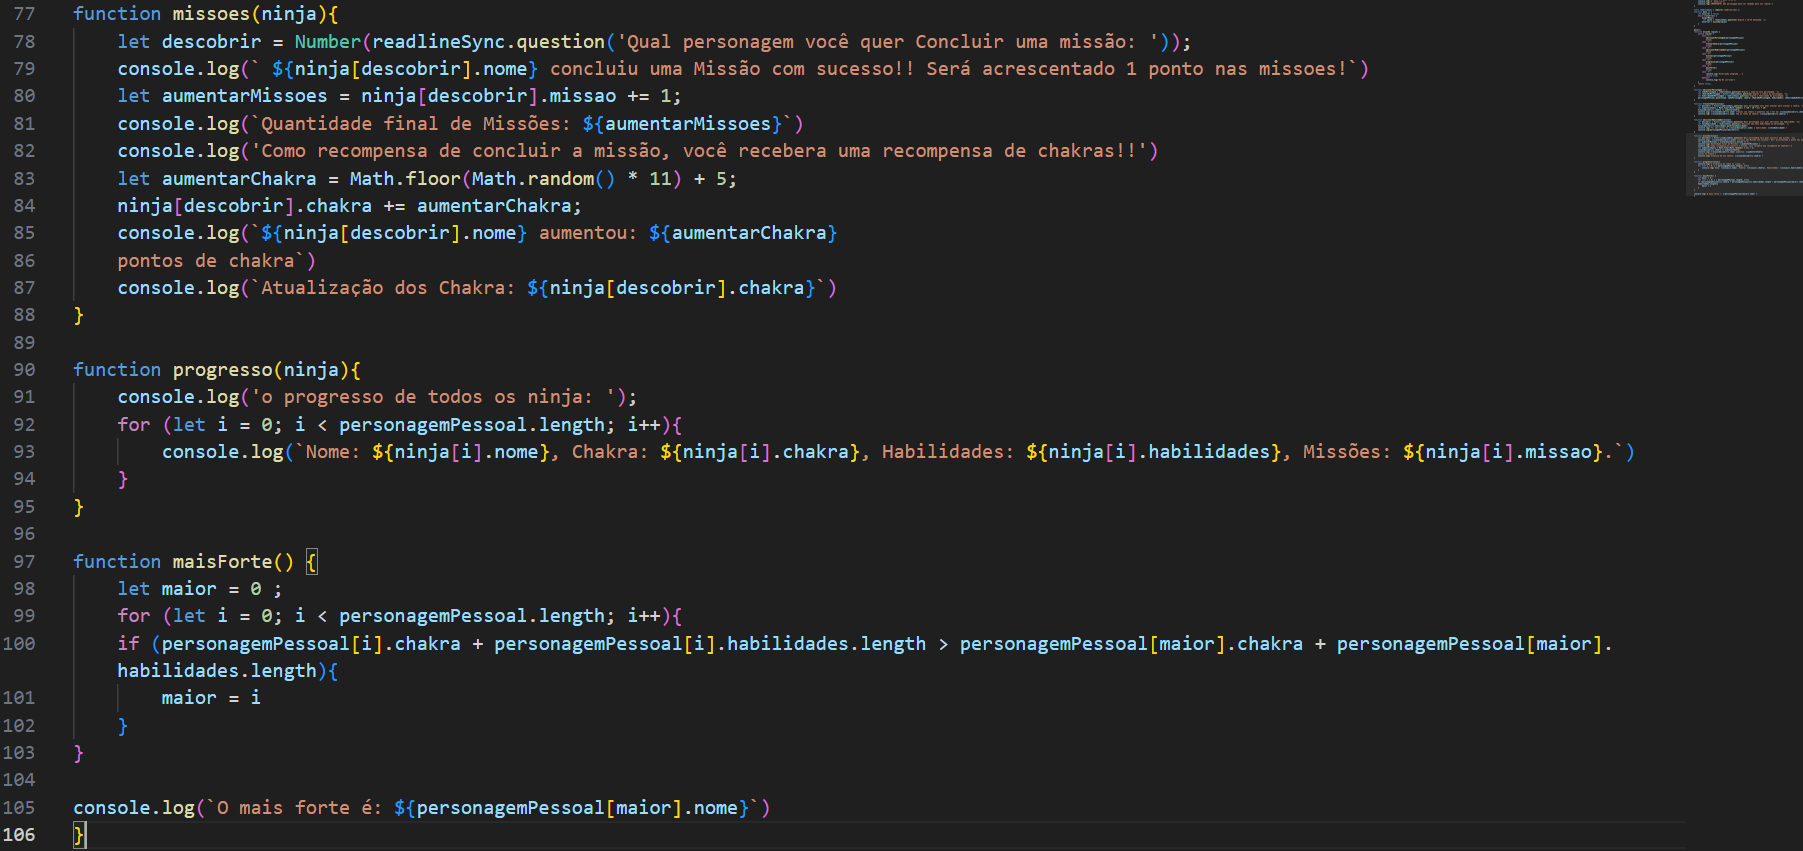 77 function missoes(ninja){
78 let descobrir = Number(readlineSync.question('Qual personagem você quer Concluir uma missão: '));
79 console.log(` ${ninja[descobrir].nome} concluiu uma Missão com sucesso!! Será acrescentado 1 ponto nas missoes!`)
80 let aumentarMissoes = ninja[descobrir].missao += 1;
81 console.log(`Quantidade final de Missões: ${aumentarMissoes}`)
82 console.log('Como recompensa de concluir a missão, você recebera uma recompensa de chakras!!')
83 let aumentarChakra = Math.floor(Math.random() * 11) + 5;
84 ninja[descobrir].chakra += aumentarChakra;
85 console.log(`${ninja[descobrir].nome} aumentou: ${aumentarChakra}
86 pontos de chakra`)
87 console.log(`Atualização dos Chakra: ${ninja[descobrir].chakra}`)
88 }
89
90 function progresso(ninja){
91 console.log('o progresso de todos os ninja: ');
92 for (let i = 0; i < personagemPessoal.length; i++){
93 console.log(`Nome: ${ninja[i].nome}, Chakra: ${ninja[i].chakra}, Habilidades: ${ninja[i].habilidades}, Missões: ${ninja[i].missao}.`)
94 }
95 }
96
97 function maisForte() {
98 let maior = 0 ;
99 for (let i = 0; i < personagemPessoal.length; i++){
100 if (personagemPessoal[i].chakra + personagemPessoal[i].habilidades.length > personagemPessoal[maior].chakra + personagemPessoal[maior].
habilidades.length){
101 maior = i
102 }
103 }
104
105 console.log(`O mais forte é: ${personagemPessoal[maior].nome}`)
106 }